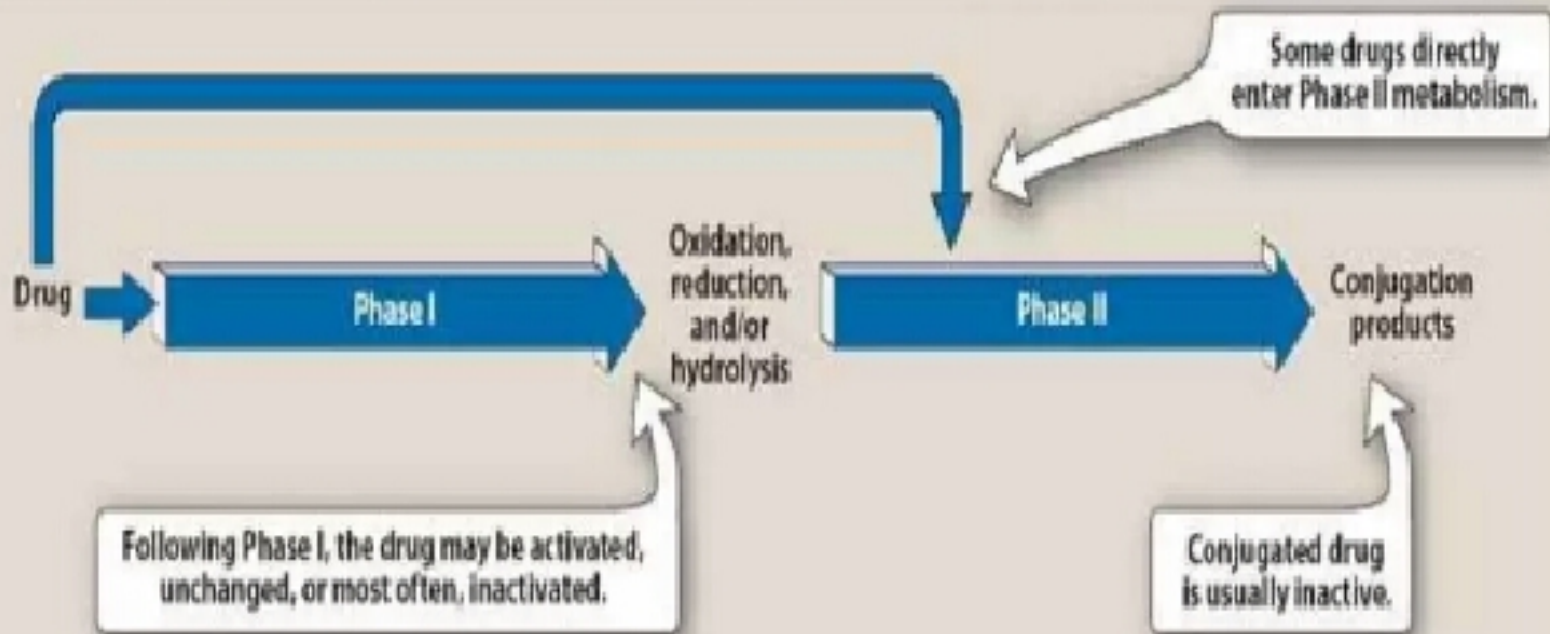 Some drugs directly
enter Phase II metabolism.
Drug
Phase I
Oxidation,
reduction,
and/or
hydrolysis
Phase II
Conjugation
products
Following Phase I, the drug may be activated,
unchanged, or most often, inactivated.
Conjugated drug
is usually inactive.